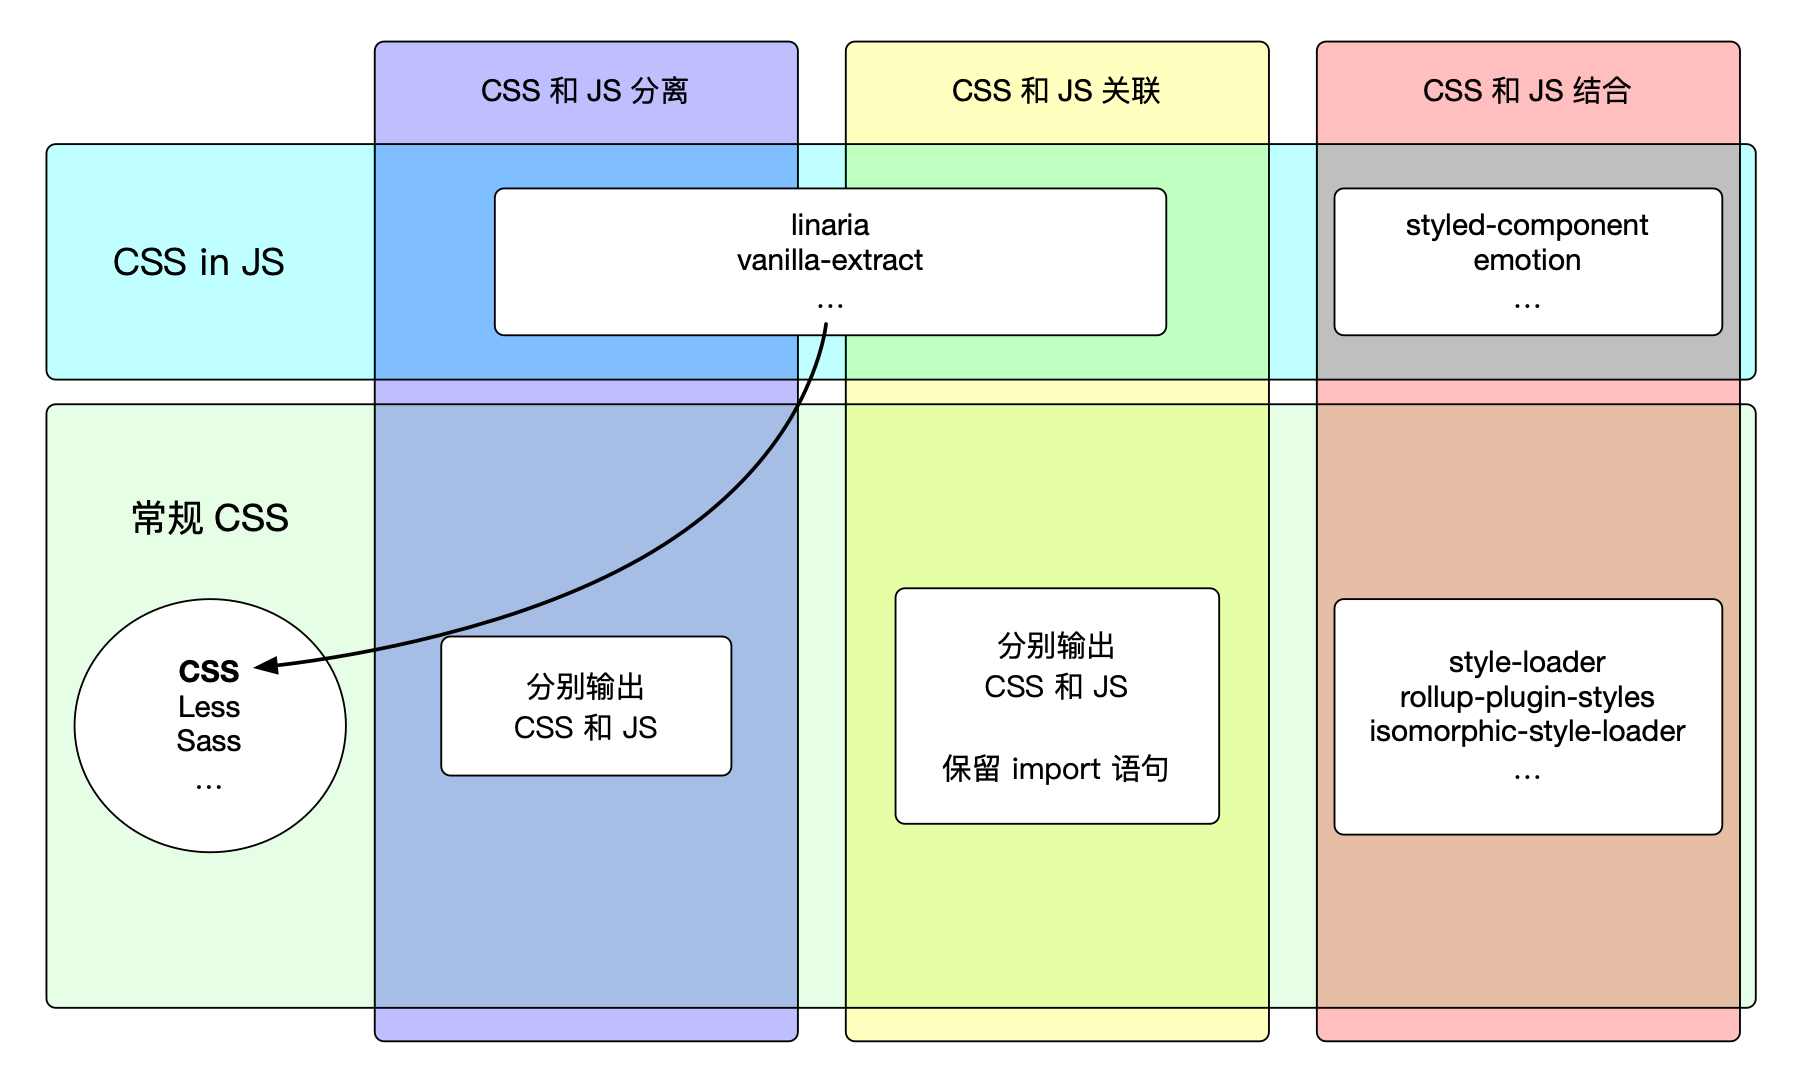 CSS 和 JS 分离
CSS 和 JS 关联
CSS 和 JS 结合
CSS in JS
linaria
vanilla-extract
...
styled-component
emotion
...
常规 CSS
CSS
Less
Sass
...
分别输出
CSS 和 JS
分别输出
CSS 和 JS
保留 import 语句
style-loader
rollup-plugin-styles
isomorphic-style-loader
...